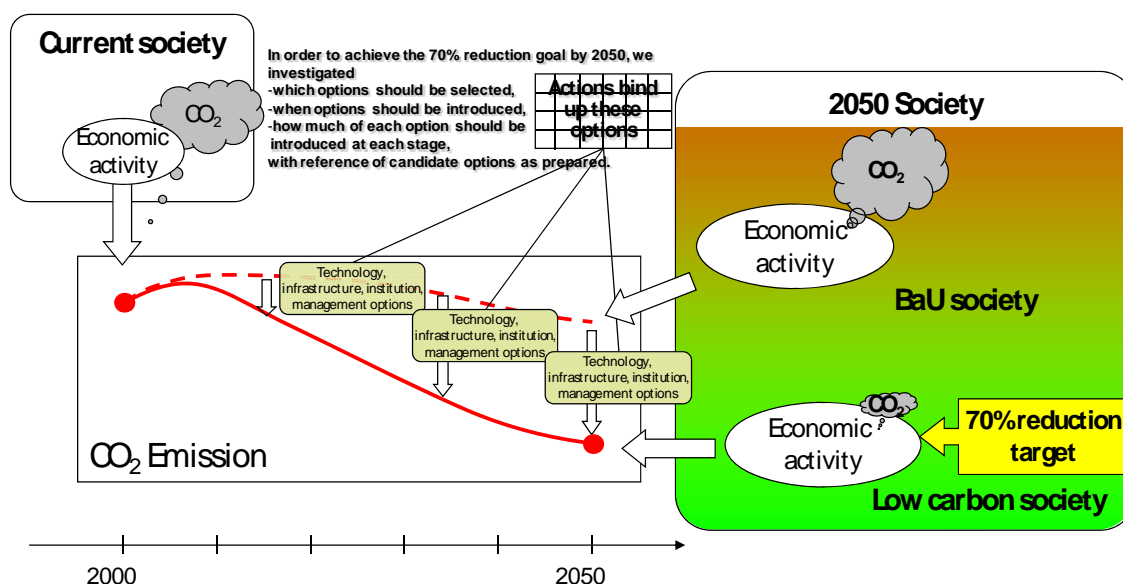 Current society
CO2
Economic
activity
In order to achieve the 70% reduction goal by 2050, we
investigated
-which options should be selected,
-when options should be introduced,
-how much of each option should be
introduced at each stage,
with reference of candidate options as prepared.
Actions bind
up these
options
2050 Society
CO2
Economic
activity
BaU society
CO2
Economic
activity
70% reduction
target
Low carbon society
Technology,
infrastructure, institution,
management options
Technology,
infrastructure, institution,
management options
Technology,
infrastructure, institution,
management options
CO2 Emission
2000
2050